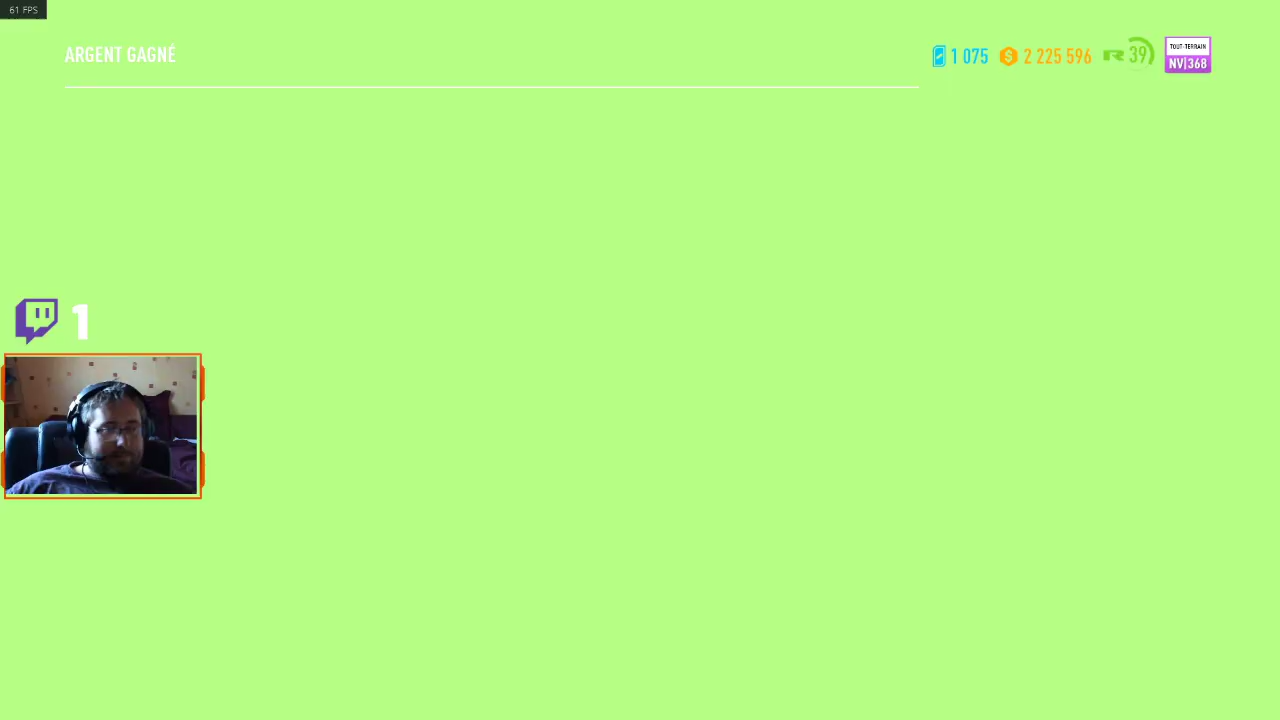 61 FPS
ARGENT GAGNÉ
1 075
2 225 596
R 39
TOUT-TERRAIN
NV|368
1